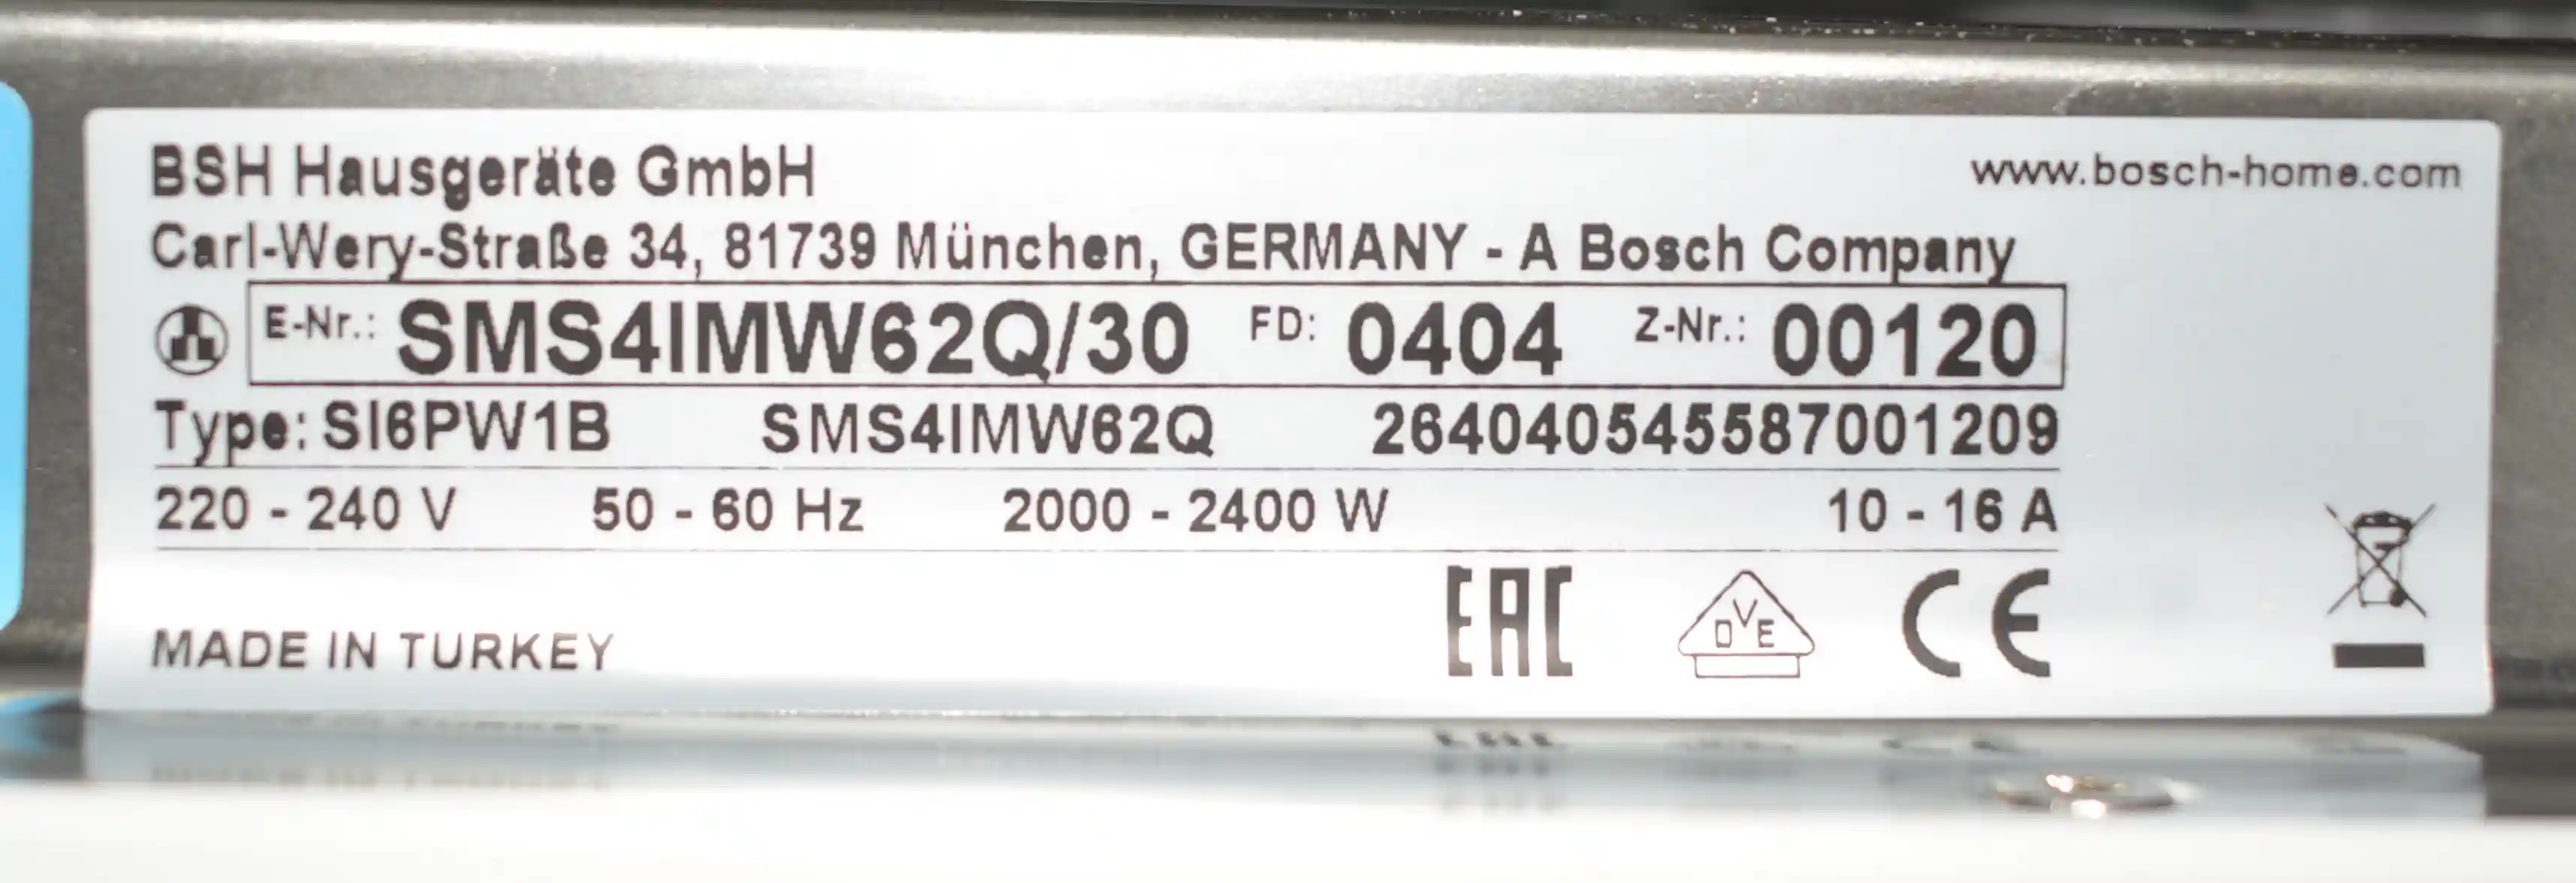 BSH Hausgeräte GmbH www.bosch-home.com
Carl-Wery-Straße 34, 81739 München, GERMANY - A Bosch Company
E-Nr.: SMS4IMW62Q/30 FD: 0404 Z-Nr.: 00120
Type: SI6PW1B SMS4IMW62Q 264040545587001209
220 - 240 V 50 - 60 Hz 2000 - 2400 W 10 - 16 A
EAC DVE CE
MADE IN TURKEY